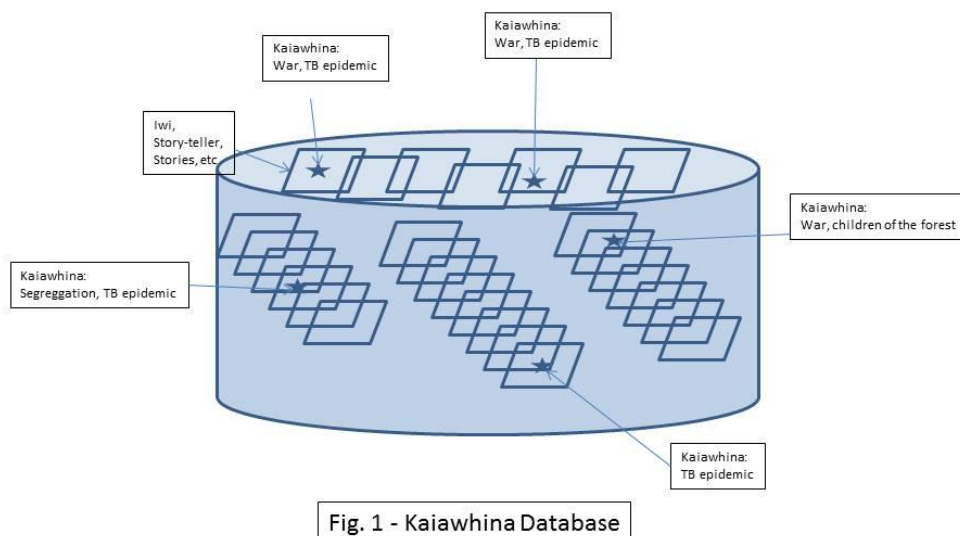 Kaiawhina:
War, TB epidemic
Kaiawhina:
War, TB epidemic
Iwi,
Story-teller,
Stories, etc
Kaiawhina:
War, children of the forest
Kaiawhina:
Segreggation, TB epidemic
Kaiawhina:
TB epidemic
Fig. 1 - Kaiawhina Database